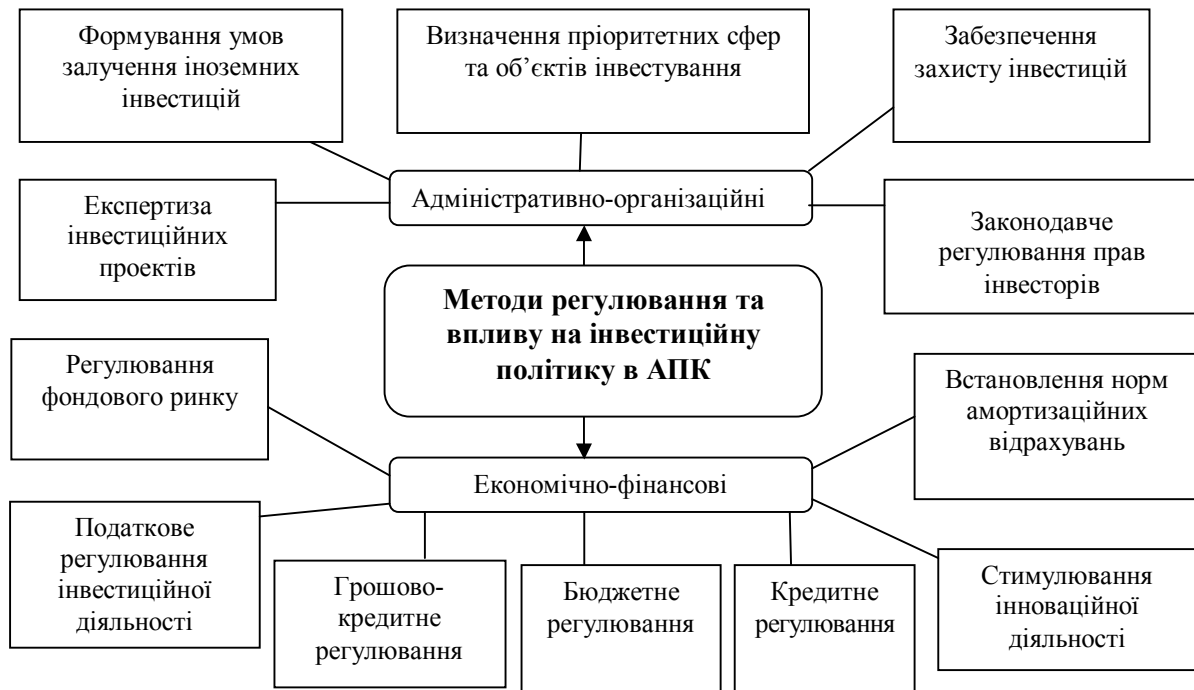 Формування умов
залучення іноземних
інвестицій
Визначення пріоритетних сфер
та об’єктів інвестування
Забезпечення
захисту інвестицій
Адміністративно-організаційні
Експертиза
інвестиційних
проектів
Законодавче
регулювання прав
інвесторів
Методи регулювання та
впливу на інвестиційну
політику в АПК
Регулювання
фондового ринку
Встановлення норм
амортизаційних
відрахувань
Економічно-фінансові
Податкове
регулювання
інвестиційної
діяльності
Грошово-
кредитне
регулювання
Бюджетне
регулювання
Кредитне
регулювання
Стимулювання
інноваційної
діяльності